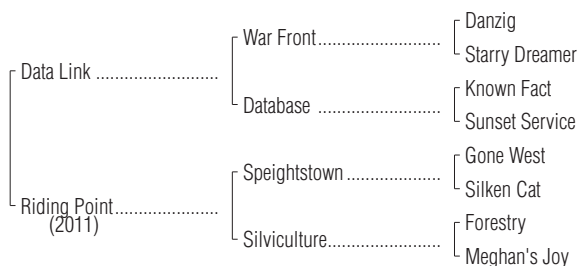 Danzig
War Front..........................
Starry Dreamer
Data Link ..........................
Known Fact
Database ..........................
Sunset Service
Gone West
Speightstown....................
Silken Cat
Riding Point......................
(2011)
Forestry
Silviculture........................
Meghan's Joy